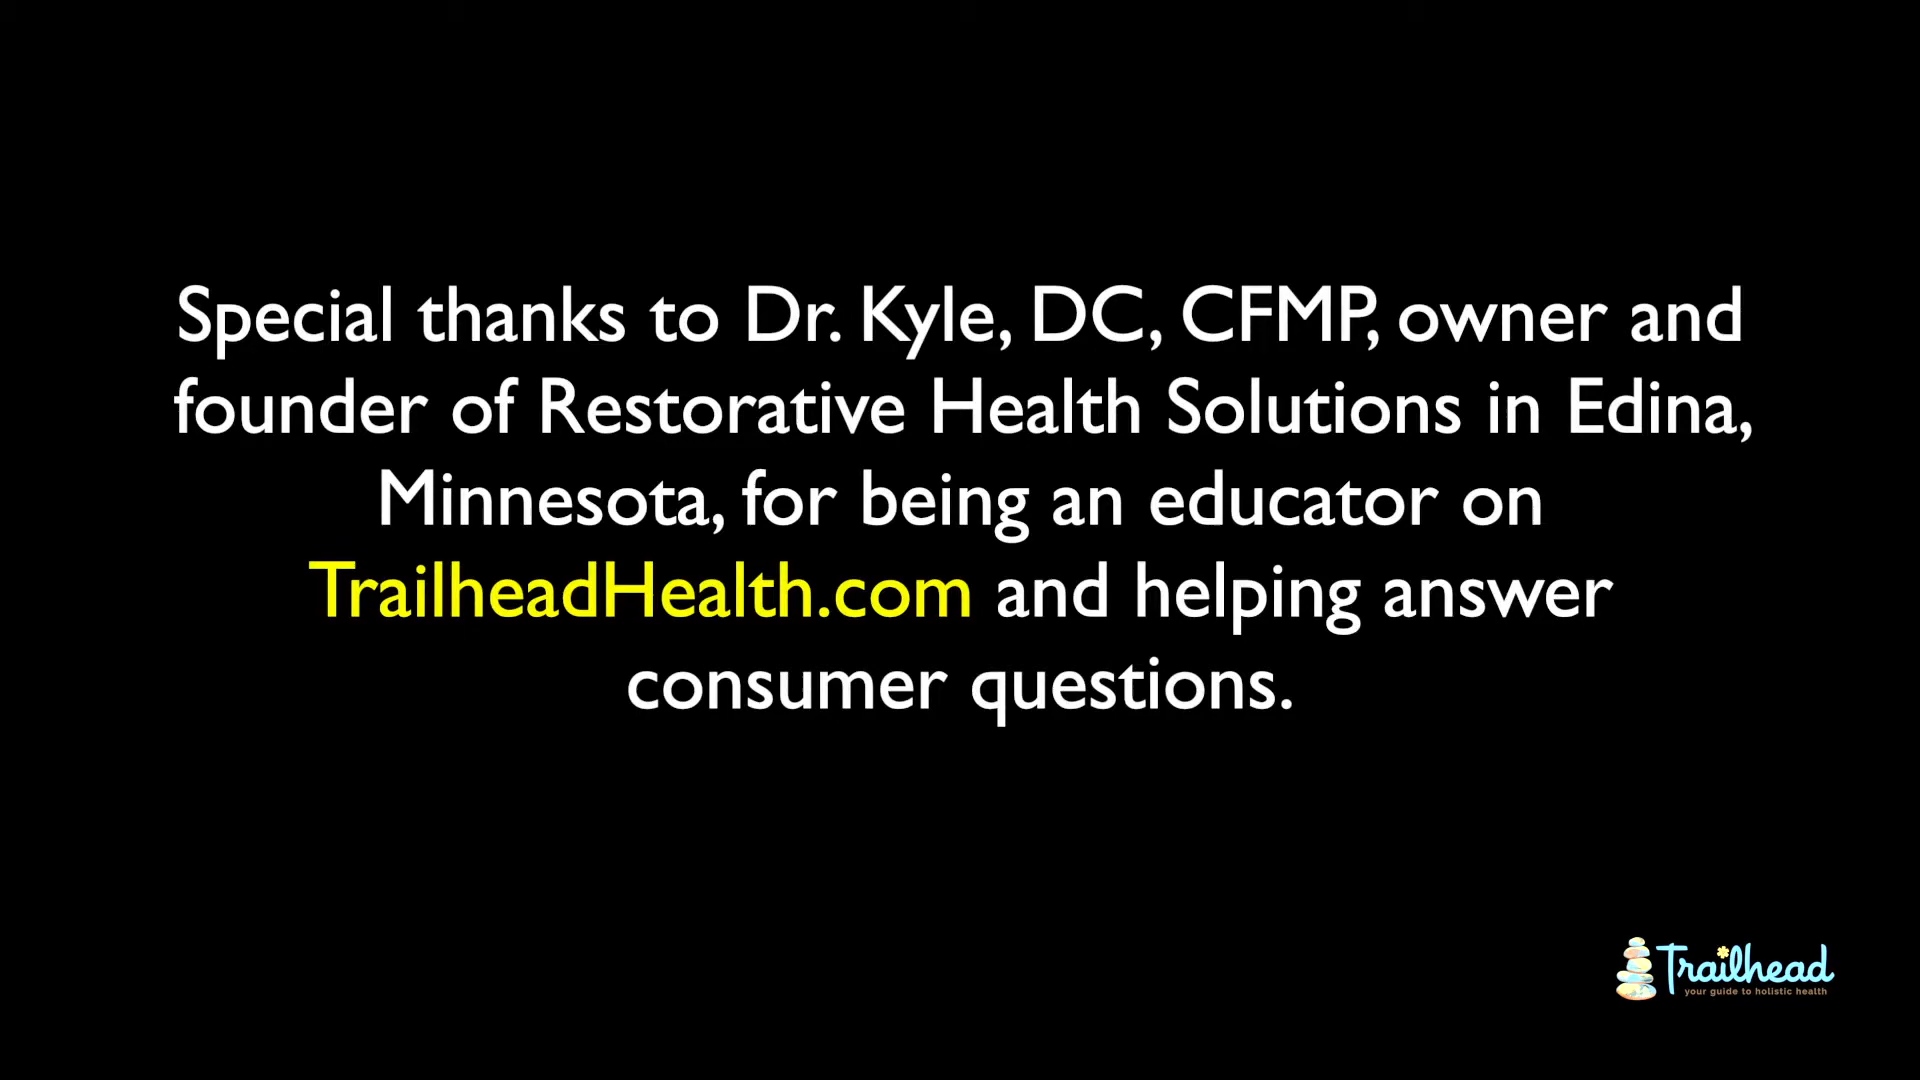 Special thanks to Dr. Kyle, DC, CFMP, owner and
founder of Restorative Health Solutions in Edina,
Minnesota, for being an educator on
TrailheadHealth.com and helping answer
consumer questions.
Trailhead
your guide to holistic health